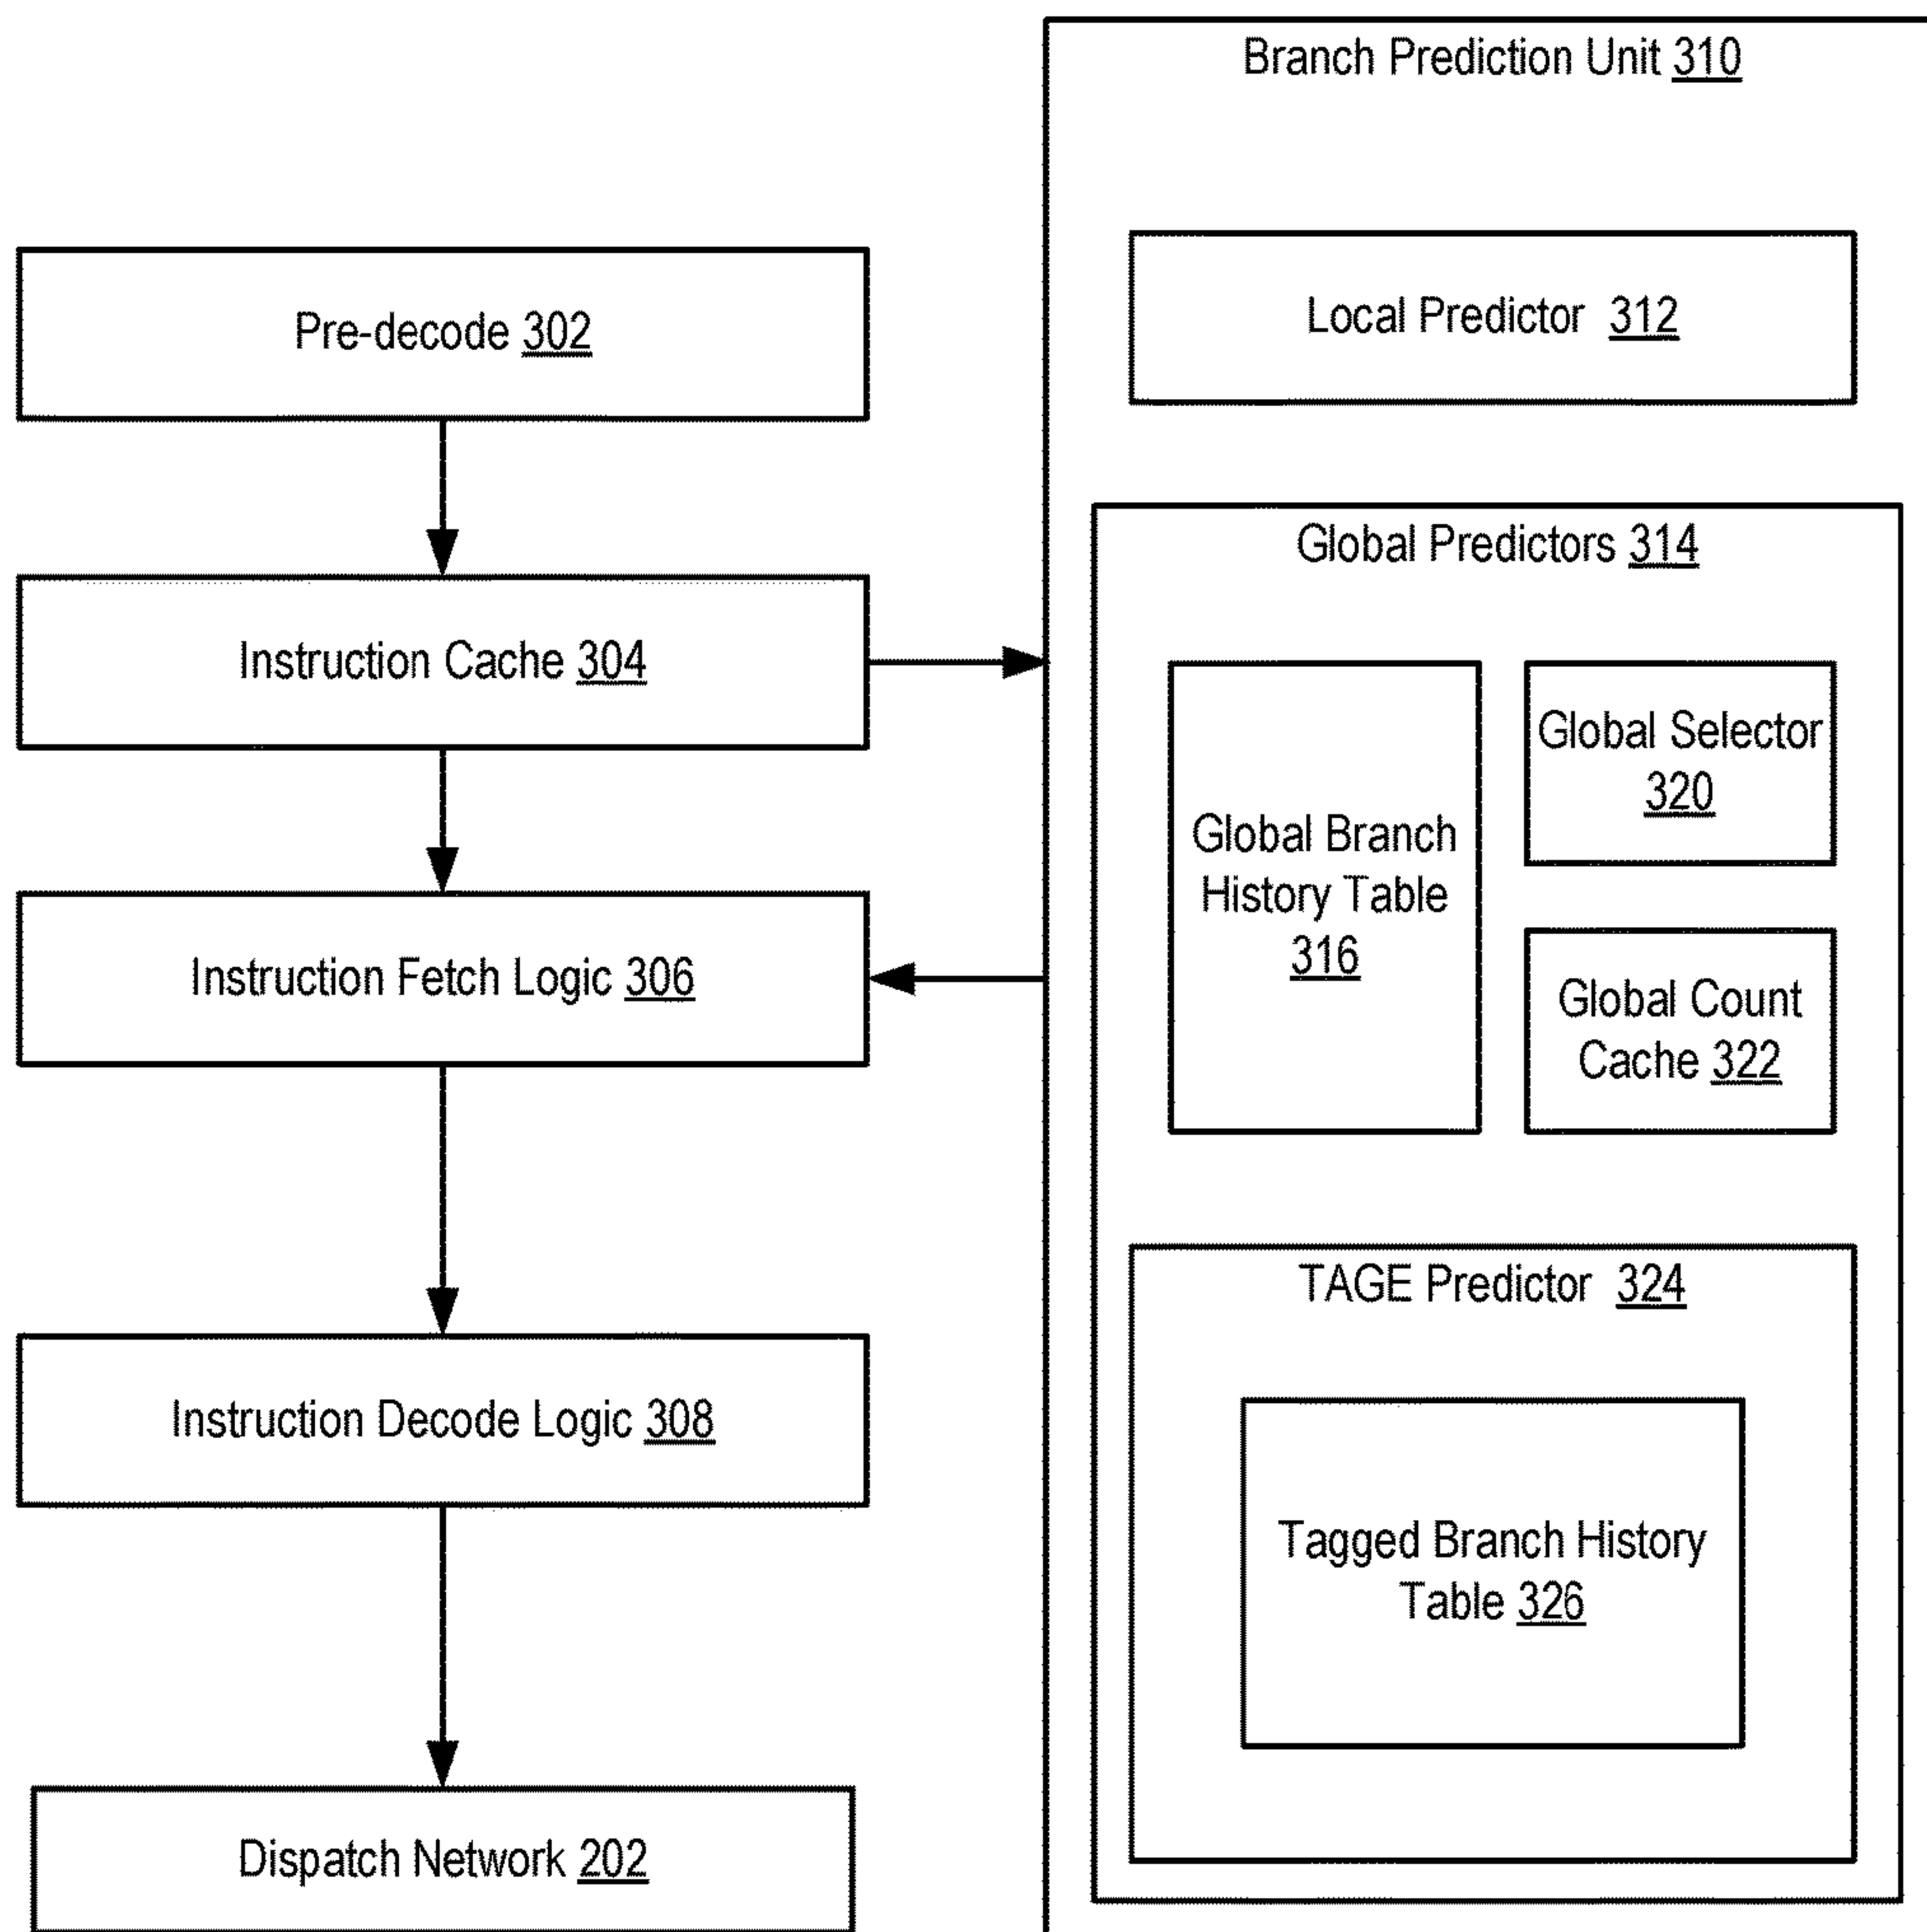 Branch Prediction Unit 310
Local Predictor 312
Pre-decode 302
Global Predictors 314
Instruction Cache 304
Global Selector
320
Global Branch
History Table
316
Instruction Fetch Logic 306
Global Count
Cache 322
TAGE Predictor 324
Instruction Decode Logic 308
Tagged Branch History
Table 326
Dispatch Network 202